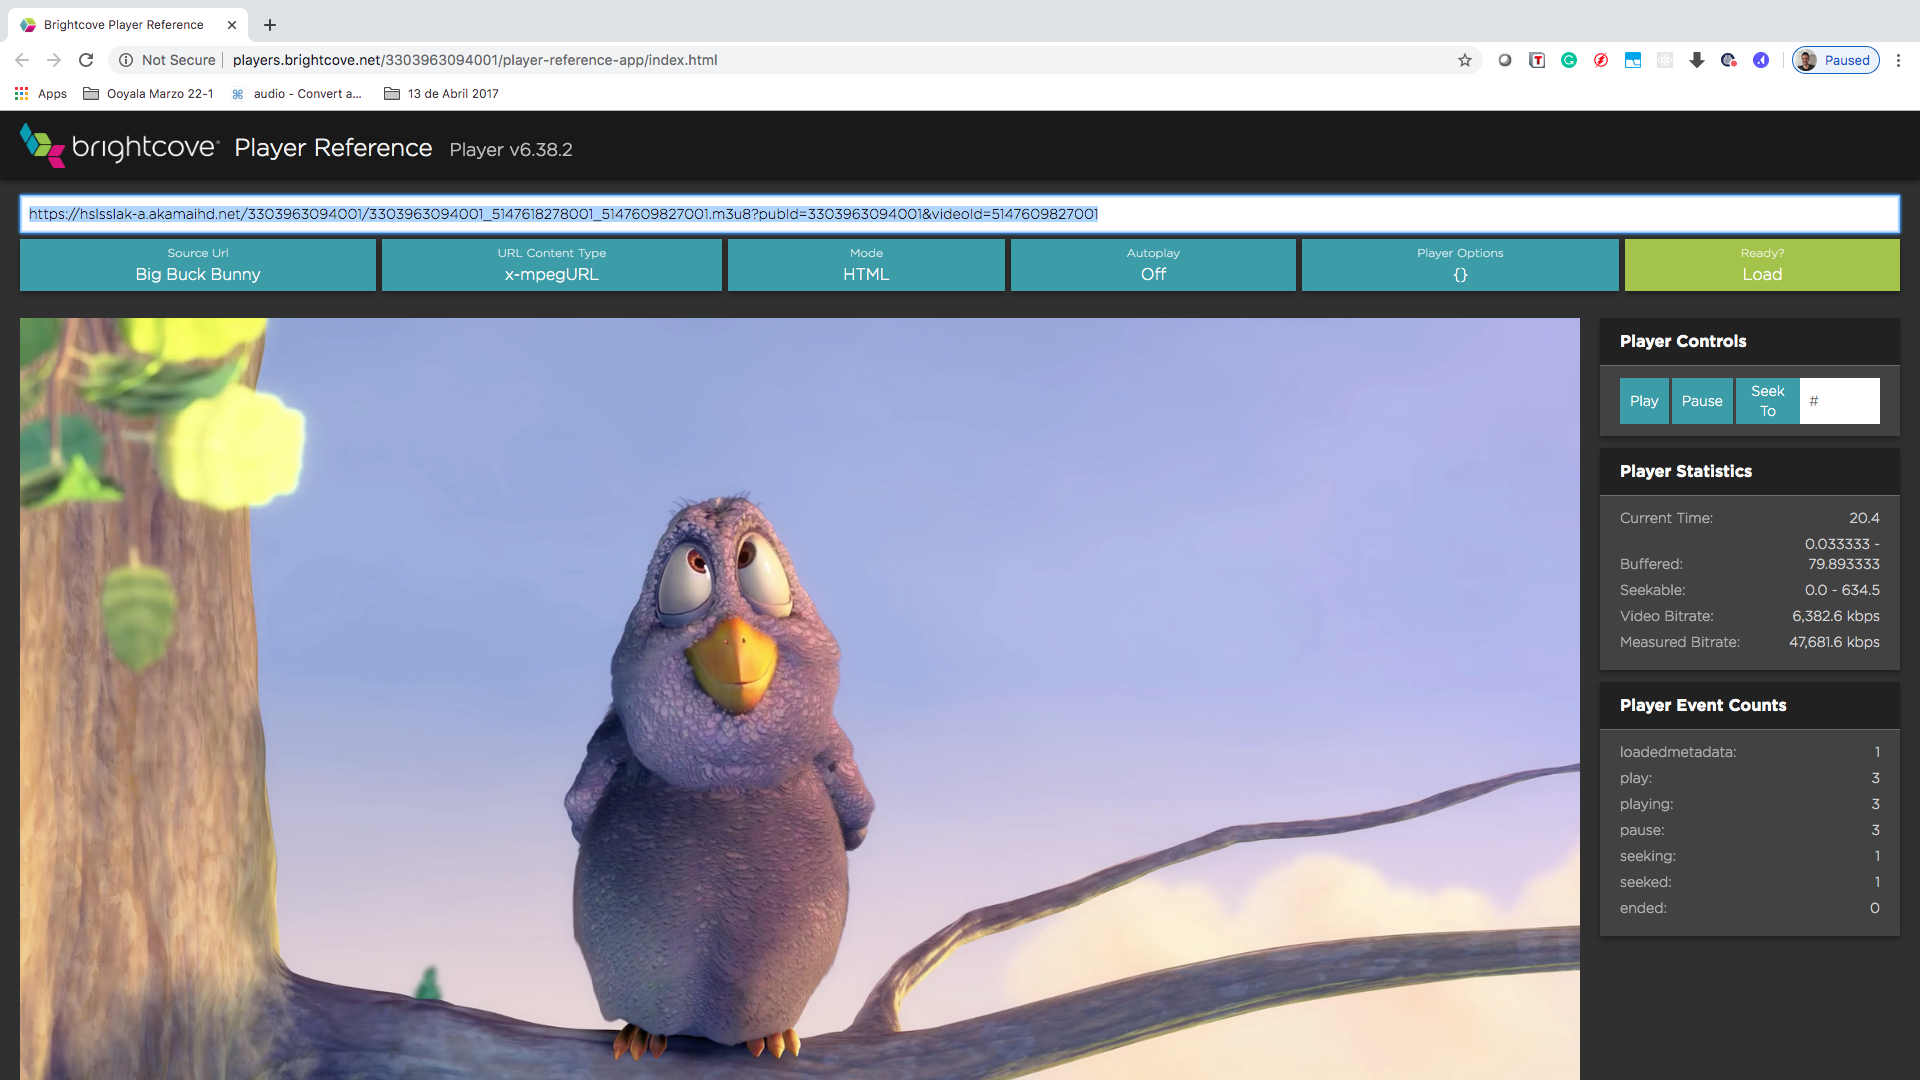 Brightcove Player Reference
Not Secure players.brightcove.net/3303963094001/player-reference-app/index.html Paused
Apps Ooyala Marzo 22-1 audio - Convert a... 13 de Abril 2017
brightcove Player Reference Player v6.38.2
https://hslsslak-a.akamaihd.net/3303963094001/3303963094001_5147618278001_5147609827001.m3u8?pubId=3303963094001&videoId=5147609827001
Source Url URL Content Type Mode Autoplay Player Options Ready?
Big Buck Bunny x-mpegURL HTML Off {} Load
Player Controls
Play Pause Seek To #
Player Statistics
Current Time: 20.4
Buffered: 0.033333 - 79.893333
Seekable: 0.0 - 634.5
Video Bitrate: 6,382.6 kbps
Measured Bitrate: 47,681.6 kbps
Player Event Counts
loadedmetadata: 1
play: 3
playing: 3
pause: 3
seeking: 1
seeked: 1
ended: 0